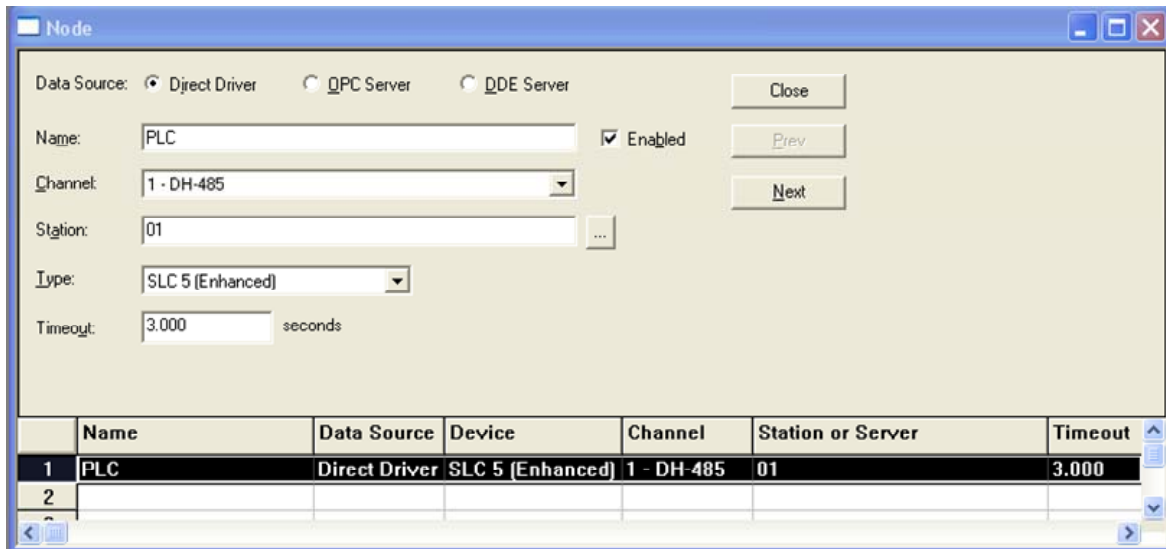 Node
Data Source: Direct Driver OPC Server DDE Server Close
Name: PLC Enabled Prev
Channel: 1 - DH-485 Next
Station: 01 ...
Type: SLC 5 (Enhanced)
Timeout: 3.000 seconds
Name Data Source Device Channel Station or Server Timeout
1 PLC Direct Driver SLC 5 (Enhanced) 1 - DH-485 01 3.000
2